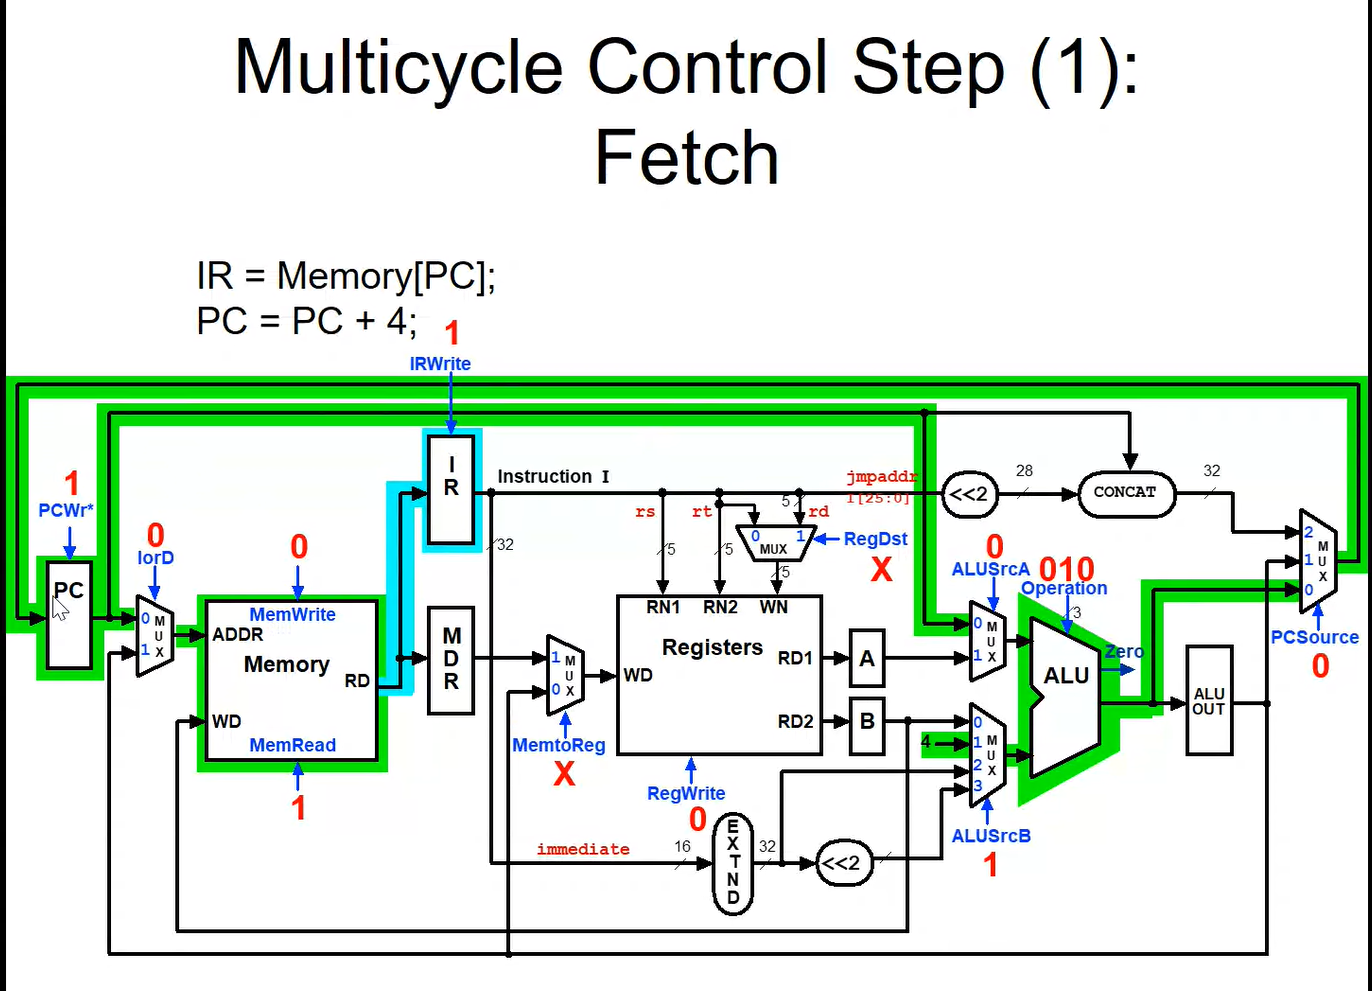 Multicycle Control Step (1):
Fetch
IR = Memory[PC];
PC = PC + 4;
1
IRWrite
1
PCWr*
0
IorD
0
MemWrite
PC
0
M
U
X
1
ADDR
Memory
RD
WD
MemRead
1
I
R
Instruction I
32
M
D
R
1
0
M
U
X
MemtoReg
X
rs
rt
rd
5
5
5
5
0
1
MUX
RegDst
X
jmpaddr
I[25:0]
<<2
28
CONCAT
32
RN1
RN2
WN
Registers
WD
RD1
RD2
RegWrite
0
A
B
0
ALUSrcA
0
1
M
U
X
4
0
1
2
3
M
U
X
ALUSrcB
1
010
Operation
3
Zero
ALU
ALU
OUT
2
1
0
M
U
X
PCSource
0
immediate
16
E
X
T
N
D
32
<<2